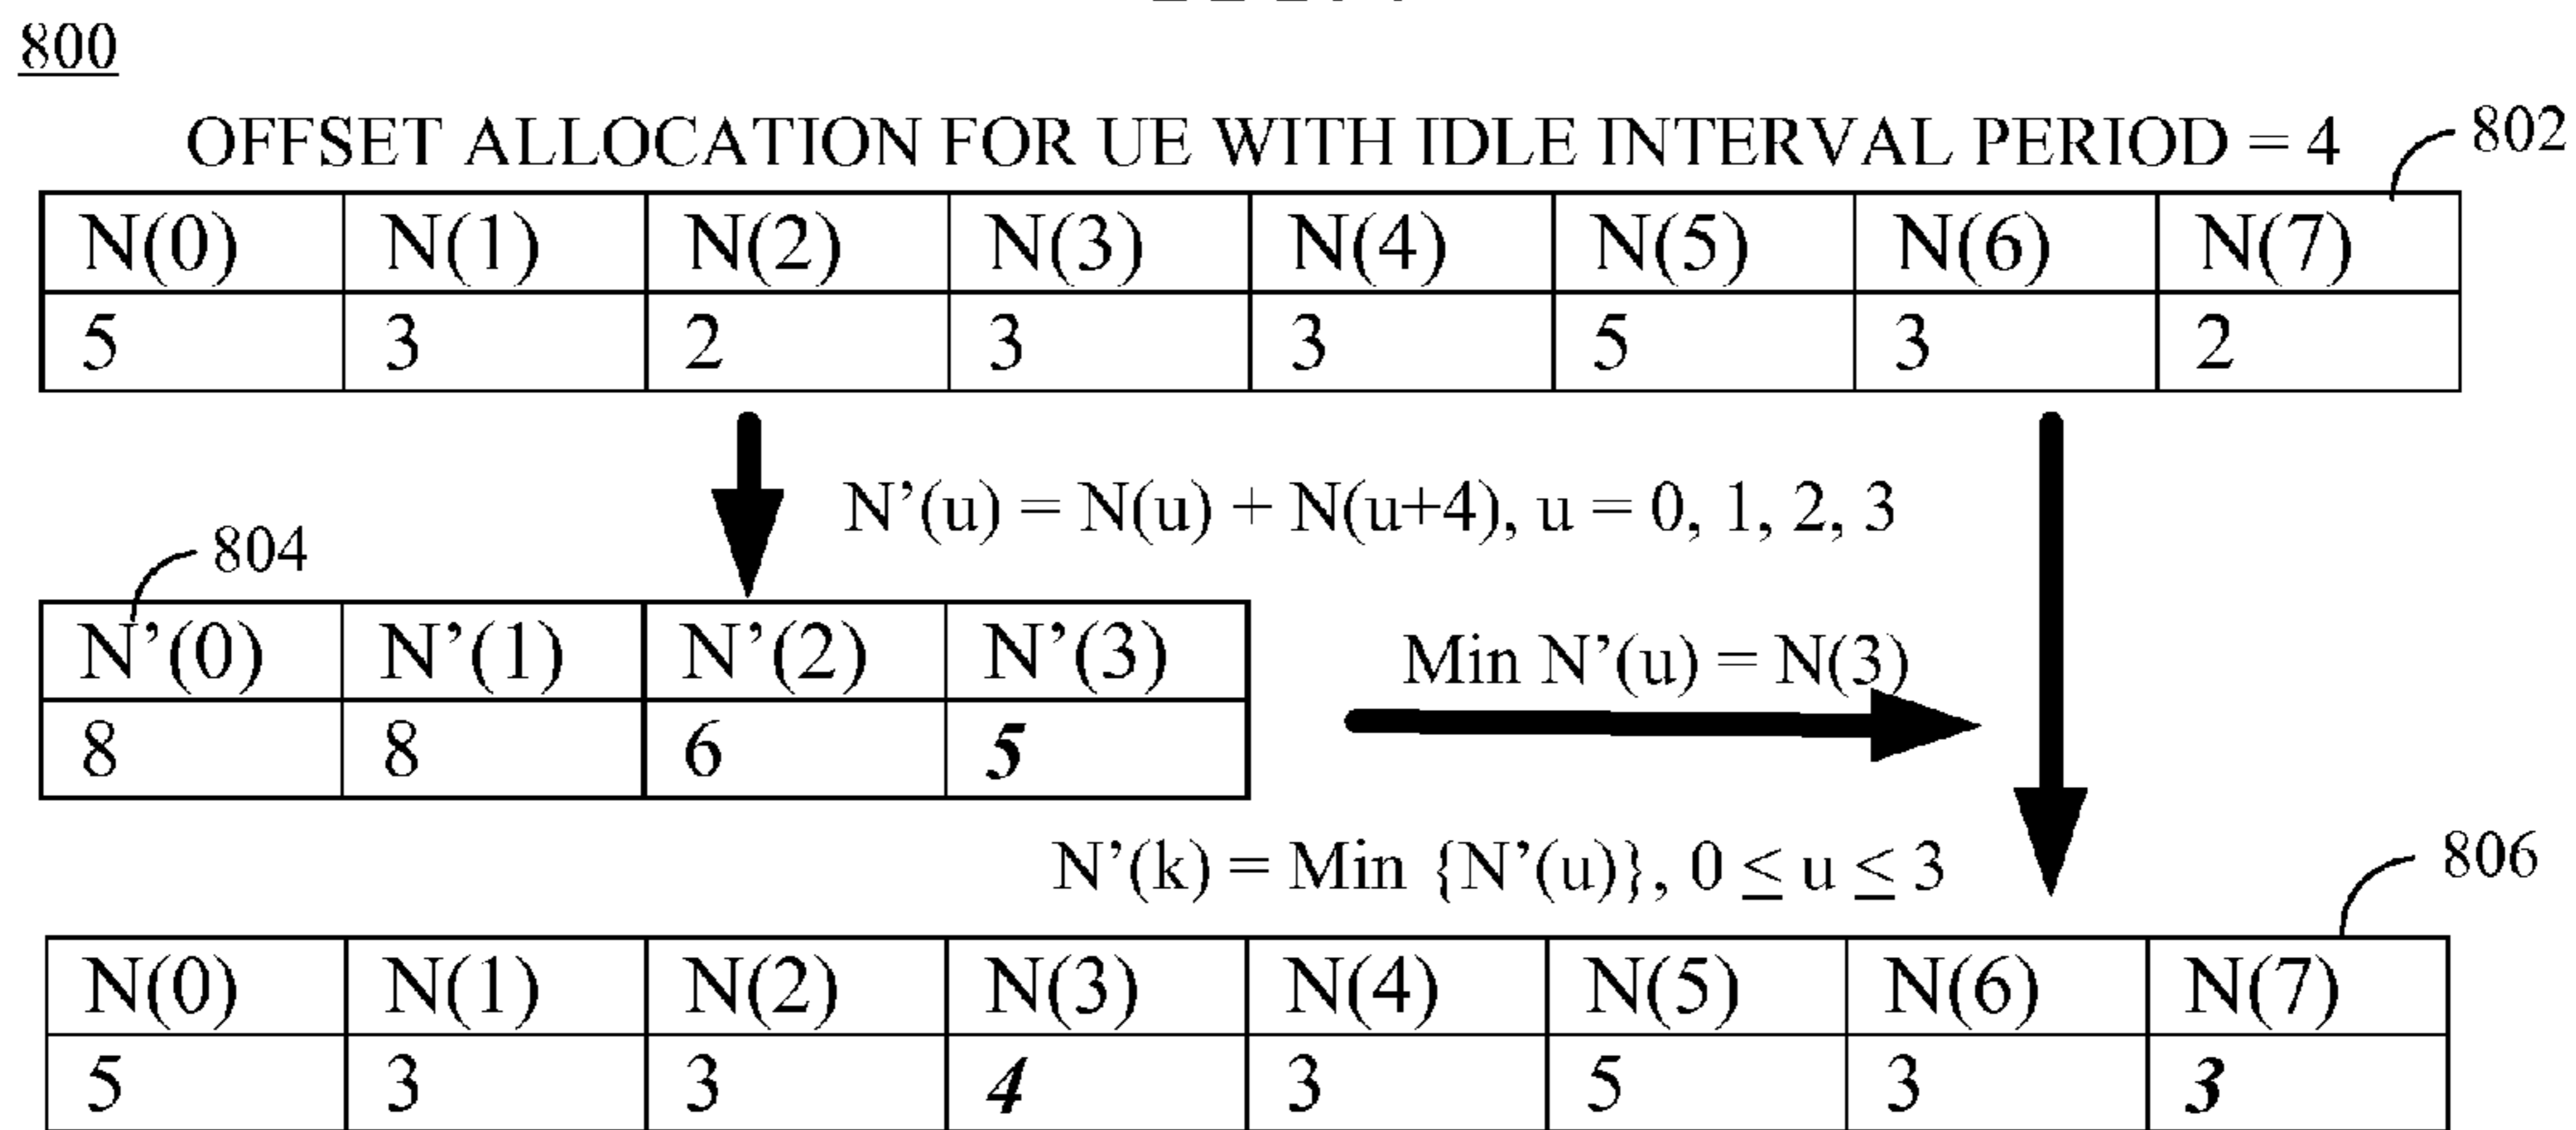 800
OFFSET ALLOCATION FOR UE WITH IDLE INTERVAL PERIOD = 4
802
N(0) N(1) N(2) N(3) N(4) N(5) N(6) N(7)
5 3 2 3 3 5 3 2
N’(u) = N(u) + N(u+4), u = 0, 1, 2, 3
804
N’(0) N’(1) N’(2) N’(3)
8 8 6 5
Min N’(u) = N(3)
N’(k) = Min {N’(u)}, 0 ≤ u ≤ 3
806
N(0) N(1) N(2) N(3) N(4) N(5) N(6) N(7)
5 3 3 4 3 5 3 3